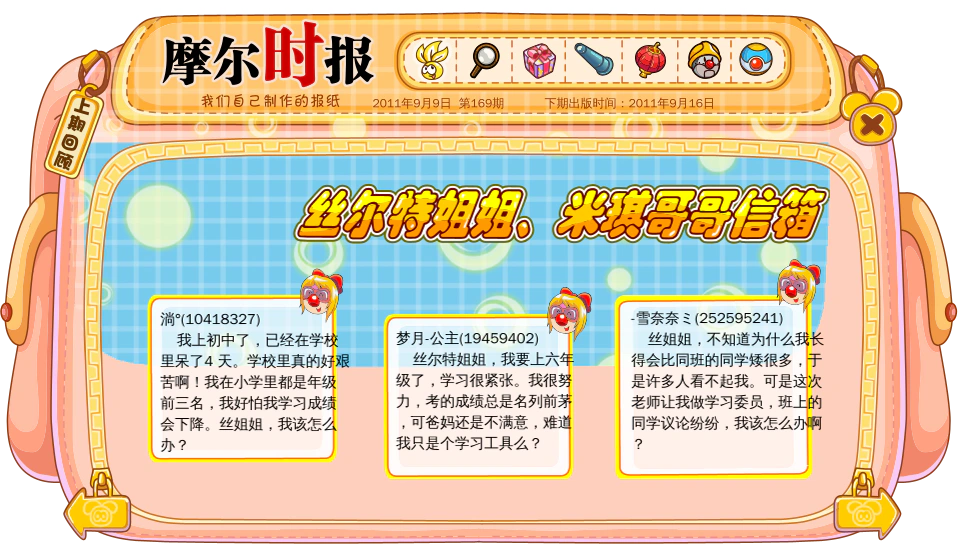 摩尔时报
我们自己制作的报纸
2011年9月9日 第169期
下期出版时间：2011年9月16日
上期回顾
丝尔特姐姐、米琪哥哥信箱
淌°(10418327)
我上初中了，已经在学校
里呆了4 天。学校里真的好艰
苦啊！我在小学里都是年级
前三名，我好怕我学习成绩
会下降。丝姐姐，我该怎么
办？
梦月-公主(19459402)
丝尔特姐姐，我要上六年
级了，学习很紧张。我很努
力，考的成绩总是名列前茅
，可爸妈还是不满意，难道
我只是个学习工具么？
-雪奈奈ミ(252595241)
丝姐姐，不知道为什么我长
得会比同班的同学矮很多，于
是许多人看不起我。可是这次
老师让我做学习委员，班上的
同学议论纷纷，我该怎么办啊
？